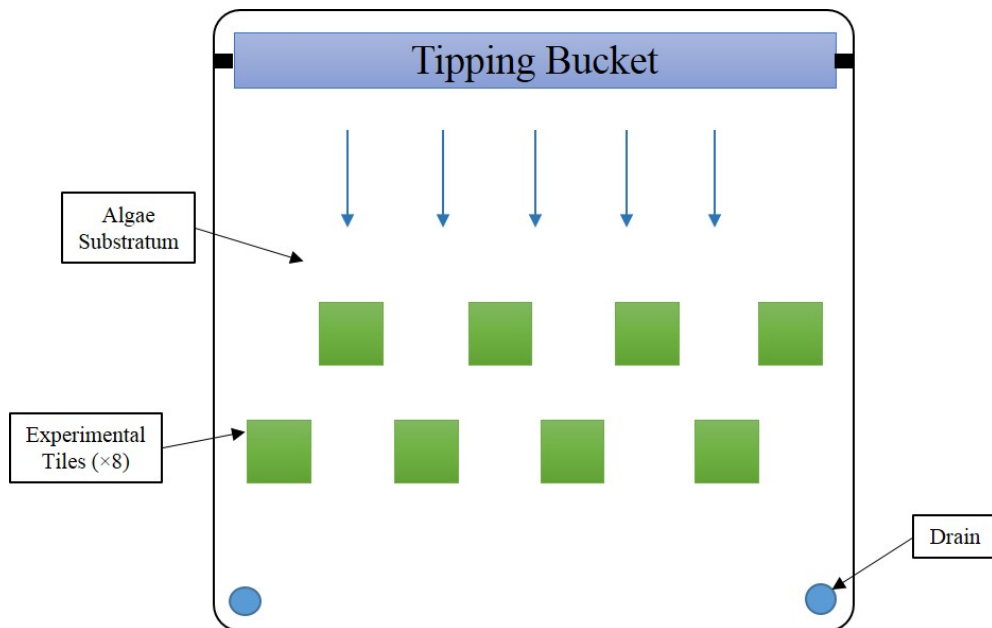 Tipping Bucket
Algae
Substratum
Experimental
Tiles (×8)
Drain